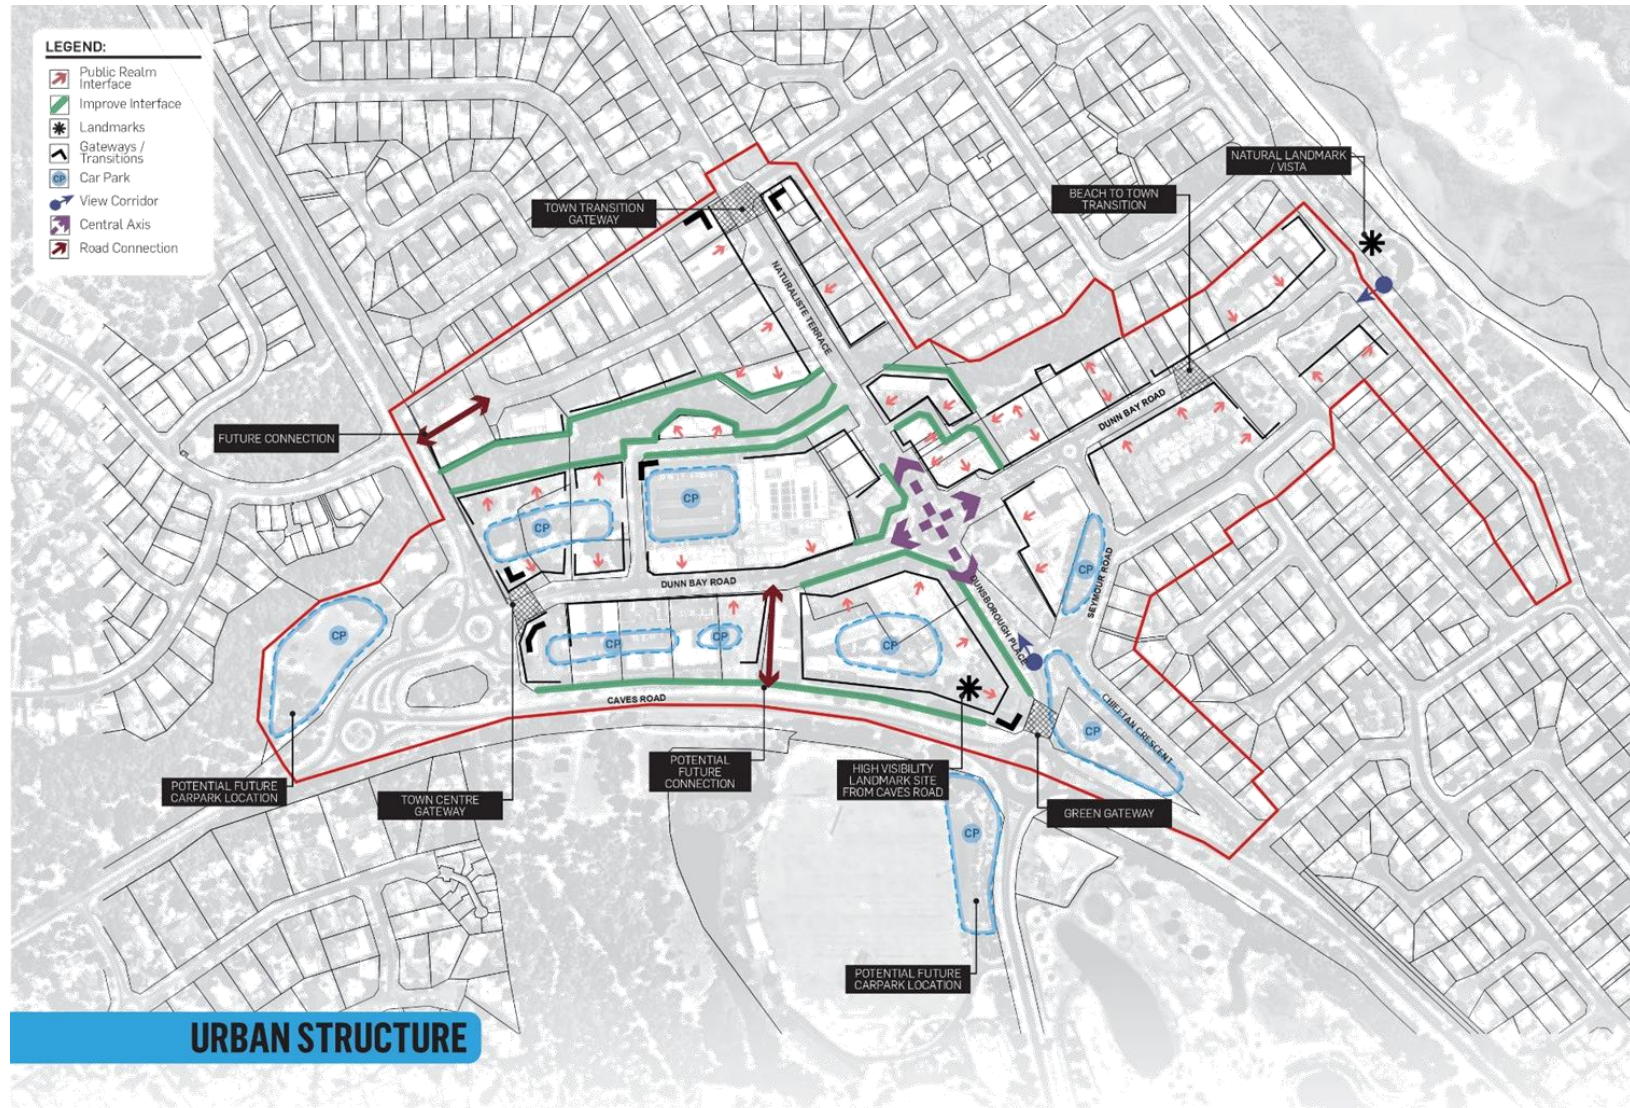 LEGEND:
Public Realm
Interface
Improve Interface
Landmarks
Gateways /
Transitions
CP
Car Park
View Corridor
Central Axis
Road Connection
NATURAL LANDMARK
/ VISTA
BEACH TO TOWN
TRANSITION
TOWN TRANSITION
GATEWAY
NATURALISTE TERRACE
FUTURE CONNECTION
DUNN BAY ROAD
CP
CP
CP
SEYMOUR ROAD
DUNN BAY ROAD
DUNSBOROUGH PLACE
CP
CP
CP
CP
CAVES ROAD
CHIEFTAN CRESCENT
CP
POTENTIAL FUTURE
CARPARK LOCATION
TOWN CENTRE
GATEWAY
POTENTIAL
FUTURE
CONNECTION
HIGH VISIBILITY
LANDMARK SITE
FROM CAVES ROAD
GREEN GATEWAY
CP
POTENTIAL FUTURE
CARPARK LOCATION
URBAN STRUCTURE